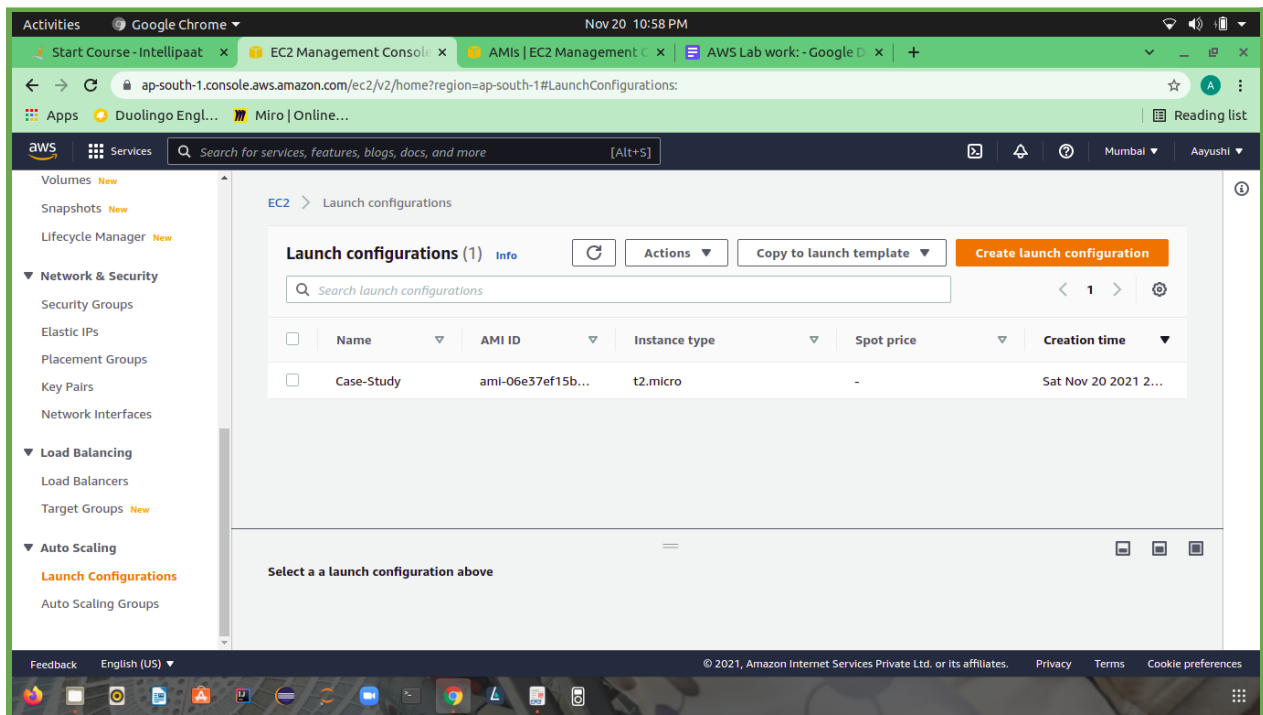 Activities Google Chrome ▾ Nov 20 10:58 PM
Start Course - Intellipaat × EC2 Management Console × AMIs | EC2 Management C × AWS Lab work: - Google D × +
ap-south-1.console.aws.amazon.com/ec2/v2/home?region=ap-south-1#LaunchConfigurations: A
Apps Duolingo Engl... Miro | Online... Reading list
aws Services Search for services, features, blogs, docs, and more [Alt+S] Mumbai ▼ Aayushi ▼
Volumes New
Snapshots New
Lifecycle Manager New
▼ Network & Security
Security Groups
Elastic IPs
Placement Groups
Key Pairs
Network Interfaces
▼ Load Balancing
Load Balancers
Target Groups New
▼ Auto Scaling
Launch Configurations
Auto Scaling Groups
EC2 > Launch configurations
Launch configurations (1) Info Actions ▼ Copy to launch template ▼ Create launch configuration
Search launch configurations < 1 >
Name AMI ID Instance type Spot price Creation time
Case-Study ami-06e37ef15b... t2.micro - Sat Nov 20 2021 2...
Select a a launch configuration above
Feedback English (US) ▼ © 2021, Amazon Internet Services Private Ltd. or its affiliates. Privacy Terms Cookie preferences